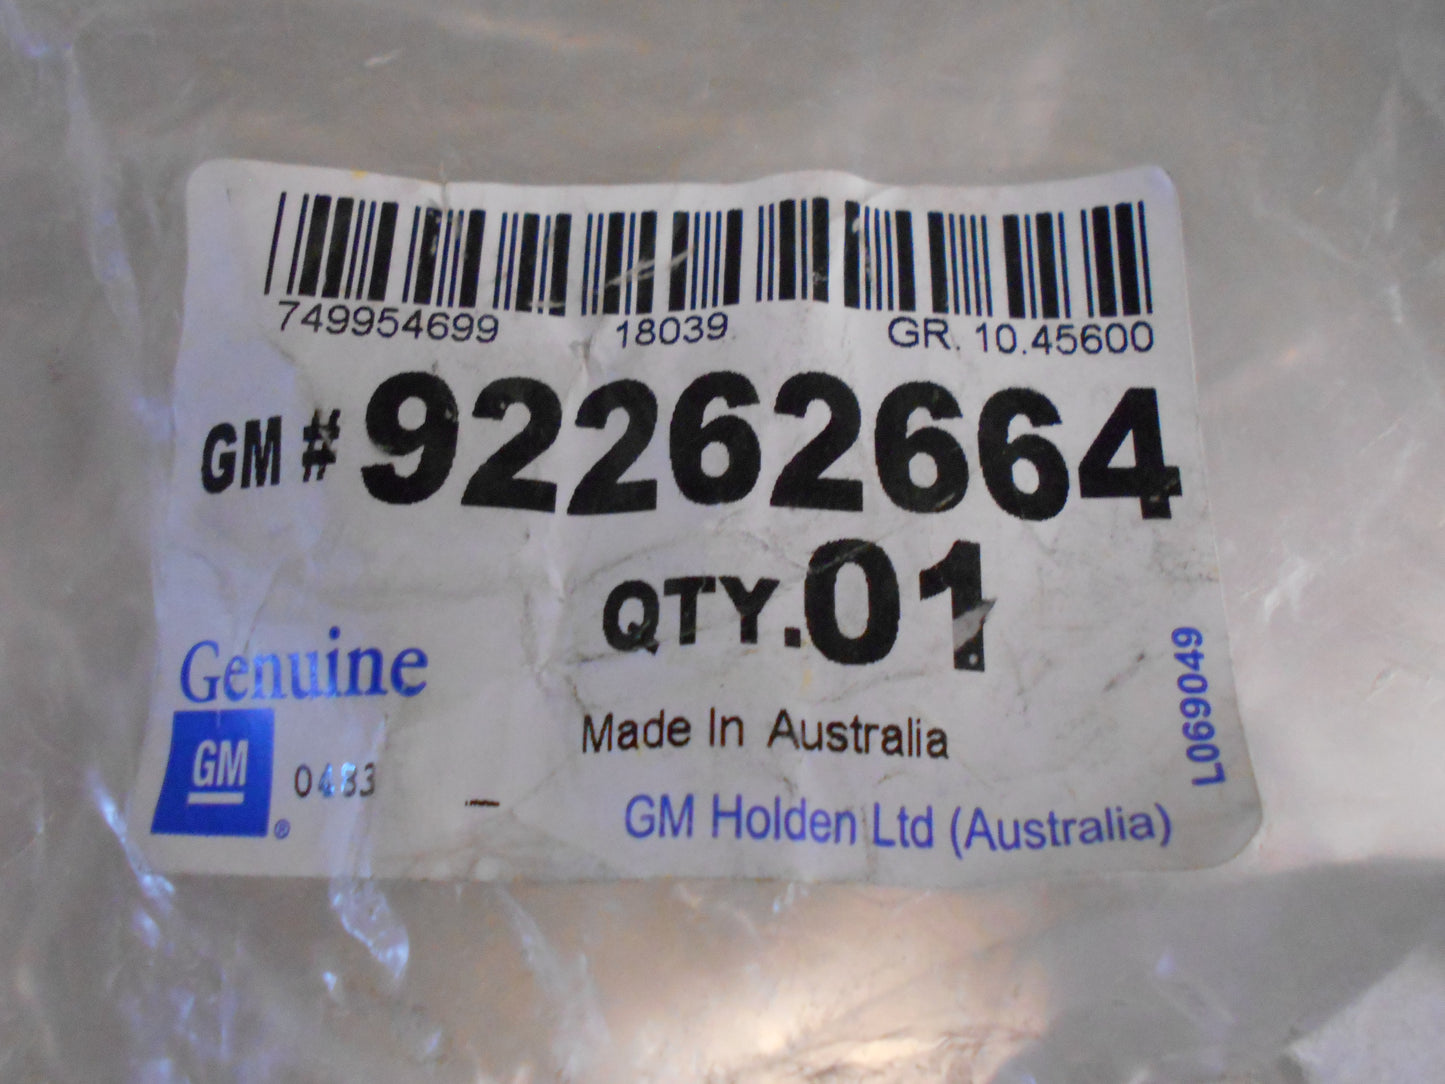 749954699 18039 GR. 10.45600
GM # 92262664
QTY. 01
Genuine
GM
®
0483
Made In Australia
GM Holden Ltd (Australia)
L069049